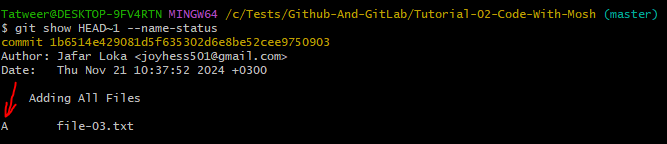 Tatweer@DESKTOP-9FV4RTN MINGW64 /c/Tests/Github-And-GitLab/Tutorial-02-Code-With-Mosh (master)
$ git show HEAD~1 --name-status
commit 1b6514e429081d5f635302d6e8be52cee9750903
Author: Jafar Loka <joyhess501@gmail.com>
Date:   Thu Nov 21 10:37:52 2024 +0300
    Adding All Files
A       file-03.txt